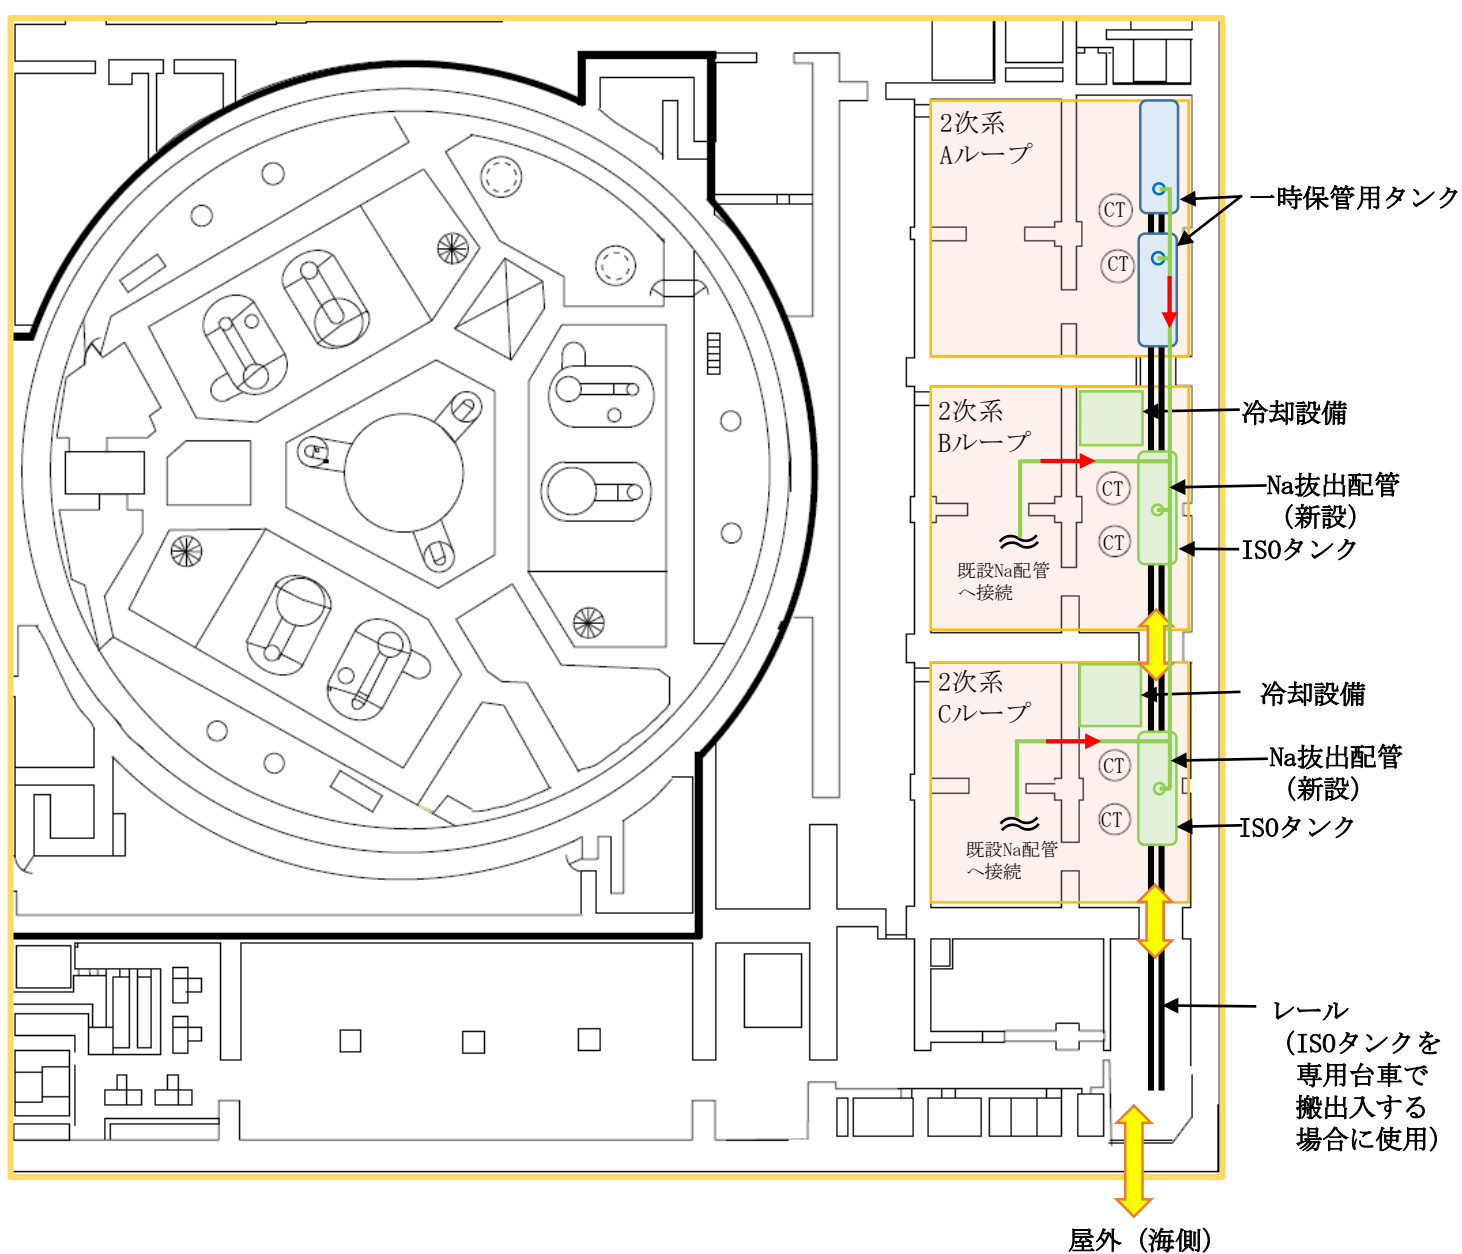 2次系
Aループ
CT
CT
一時保管用タンク
2次系
Bループ
冷却設備
CT
Na抜出配管
(新設)
CT
ISOタンク
既設Na配管
へ接続
2次系
Cループ
冷却設備
CT
Na抜出配管
(新設)
CT
ISOタンク
既設Na配管
へ接続
レール
(ISOタンクを
専用台車で
搬出入する
場合に使用)
屋外 (海側)